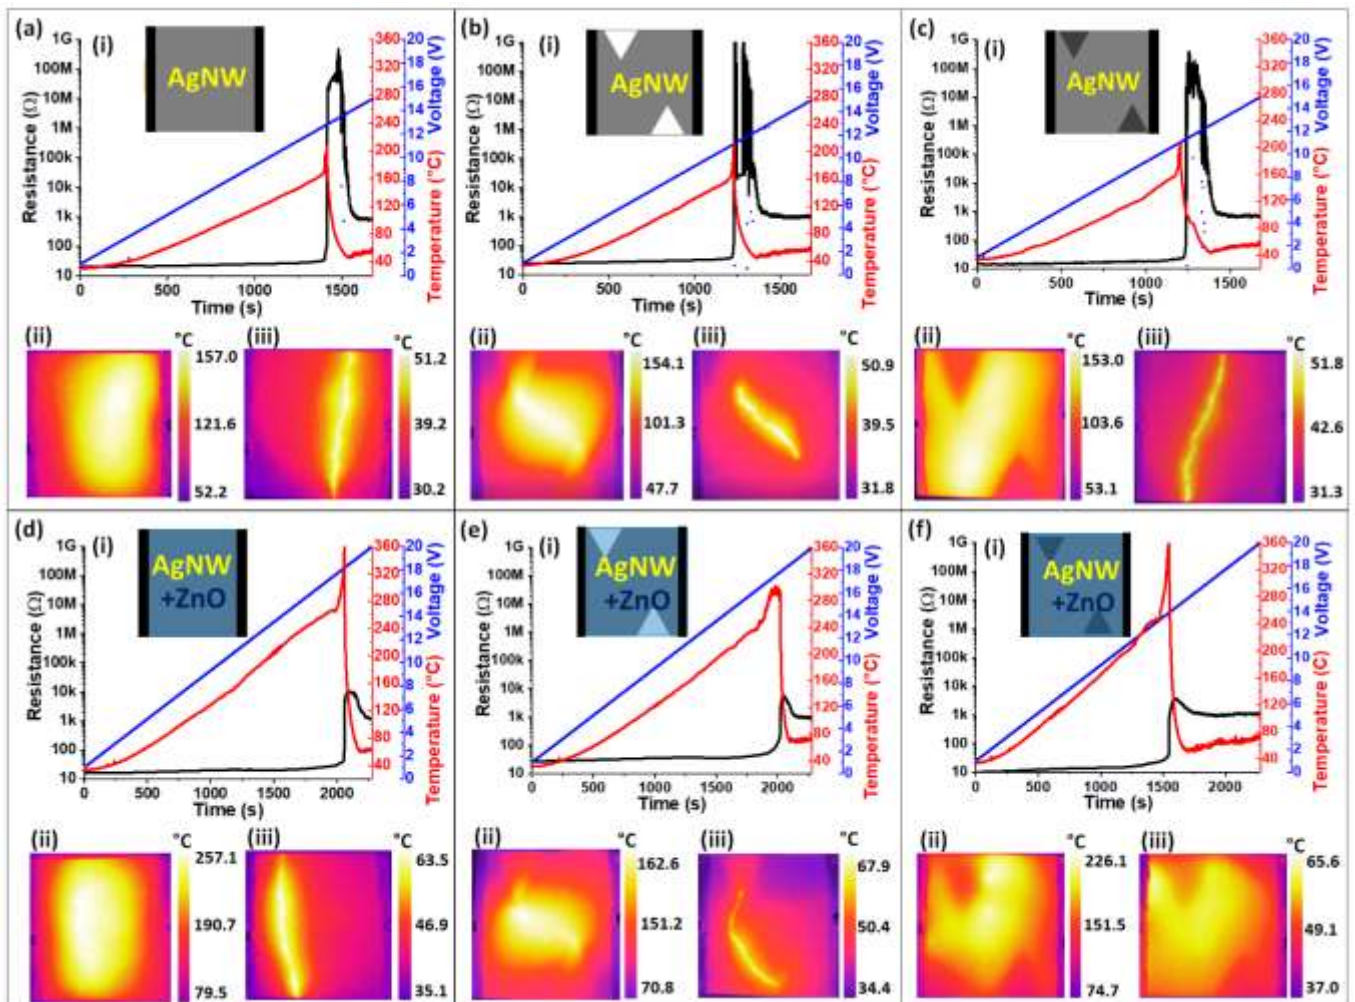 (a)
(i)
AgNW
Resistance (Ω)
1G
100M
10M
1M
100k
10k
1k
100
10
0
500
1000
1500
Time (s)
360
320
280
240
200
160
120
80
40
Temperature (°C)
20
18
16
14
12
10
8
6
4
2
0
Voltage (V)
(ii)
°C
157.0
121.6
52.2
(iii)
°C
51.2
39.2
30.2
(b)
(i)
AgNW
Resistance (Ω)
1G
100M
10M
1M
100k
10k
1k
100
10
0
500
1000
1500
Time (s)
360
320
280
240
200
160
120
80
40
Temperature (°C)
20
18
16
14
12
10
8
6
4
2
0
Voltage (V)
(ii)
°C
154.1
101.3
47.7
(iii)
°C
50.9
39.5
31.8
(c)
(i)
AgNW
Resistance (Ω)
1G
100M
10M
1M
100k
10k
1k
100
10
0
500
1000
1500
Time (s)
360
320
280
240
200
160
120
80
40
Temperature (°C)
20
18
16
14
12
10
8
6
4
2
0
Voltage (V)
(ii)
°C
153.0
103.6
53.1
(iii)
°C
51.8
42.6
31.3
(d)
(i)
AgNW
+ZnO
Resistance (Ω)
1G
100M
10M
1M
100k
10k
1k
100
10
0
500
1000
1500
2000
Time (s)
360
320
280
240
200
160
120
80
40
Temperature (°C)
20
18
16
14
12
10
8
6
4
2
0
Voltage (V)
(ii)
°C
257.1
190.7
79.5
(iii)
°C
63.5
46.9
35.1
(e)
(i)
AgNW
+ZnO
Resistance (Ω)
1G
100M
10M
1M
100k
10k
1k
100
10
0
500
1000
1500
2000
Time (s)
360
320
280
240
200
160
120
80
40
Temperature (°C)
20
18
16
14
12
10
8
6
4
2
0
Voltage (V)
(ii)
°C
162.6
151.2
70.8
(iii)
°C
67.9
50.4
34.4
(f)
(i)
AgNW
+ZnO
Resistance (Ω)
1G
100M
10M
1M
100k
10k
1k
100
10
0
500
1000
1500
2000
Time (s)
360
320
280
240
200
160
120
80
40
Temperature (°C)
20
18
16
14
12
10
8
6
4
2
0
Voltage (V)
(ii)
°C
226.1
151.5
74.7
(iii)
°C
65.6
49.1
37.0